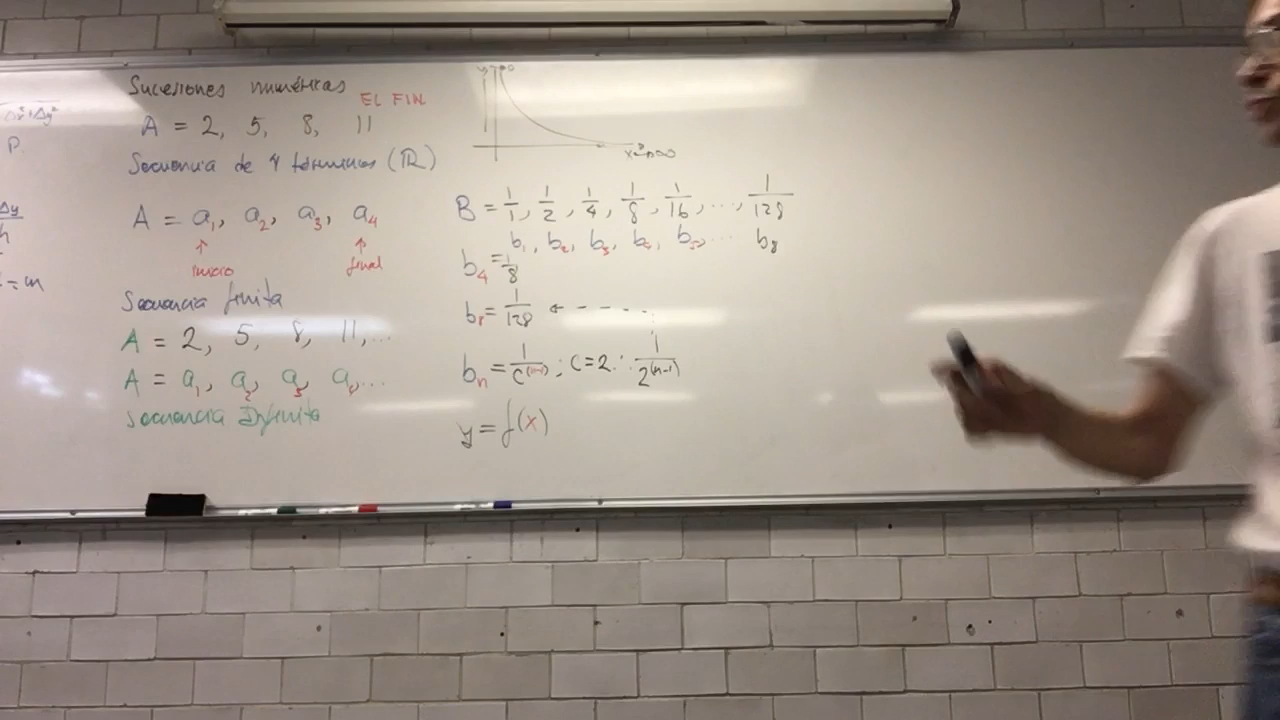 Sucesiones numéricas
EL FIN
A = 2, 5, 8, 11
Secuencia de 4 términos (ℝ)
A = a₁, a₂, a₃, a₄
↑ ↑
inicio final
Secuencia finita
A = 2, 5, 8, 11,...
A = a₁, a₂, a₃, a₄,...
Secuencia Infinita
B = 1/1, 1/2, 1/4, 1/8, 1/16, ..., 1/128
b₁, b₂, b₃, b₄, b₅, ... b₈
b₄ = 1/8
b₈ = 1/128
bₙ = 1/C^(n-1) ; C = 2 ∴ 1/2^(n-1)
y = f(x)
Δy
P
= m